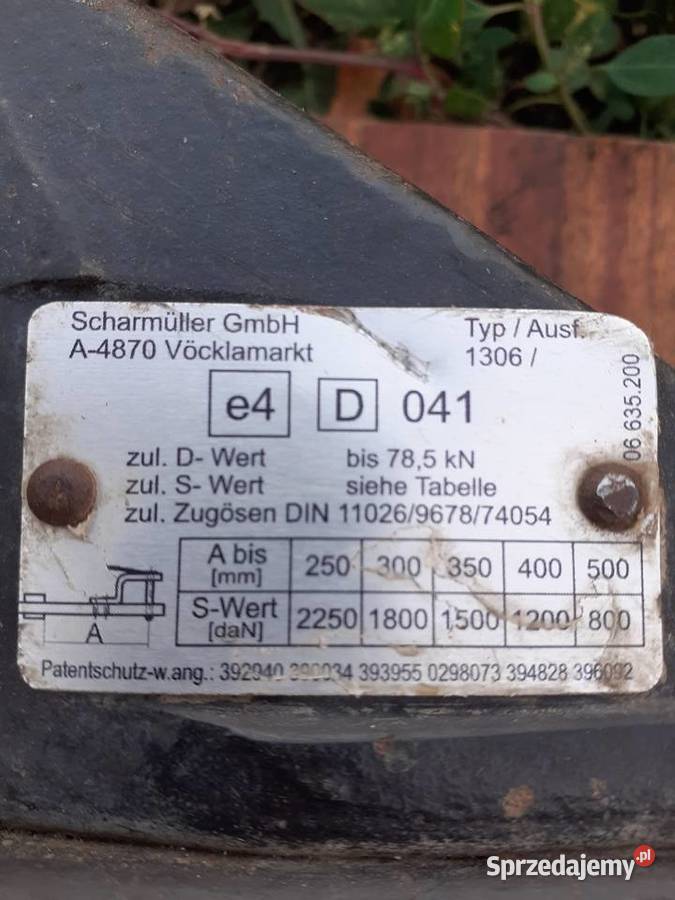 Scharmüller GmbH
A-4870 Vöcklamarkt
Typ / Ausf.
1306 /
e4 D 041
06 635.200
zul. D- Wert bis 78,5 kN
zul. S- Wert siehe Tabelle
zul. Zugösen DIN 11026/9678/74054
A bis [mm] 250 300 350 400 500
S-Wert [daN] 2250 1800 1500 1200 800
A
Patentschutz-w.ang.: 392940 390034 393955 0298073 394828 396092
Sprzedajemy.pl